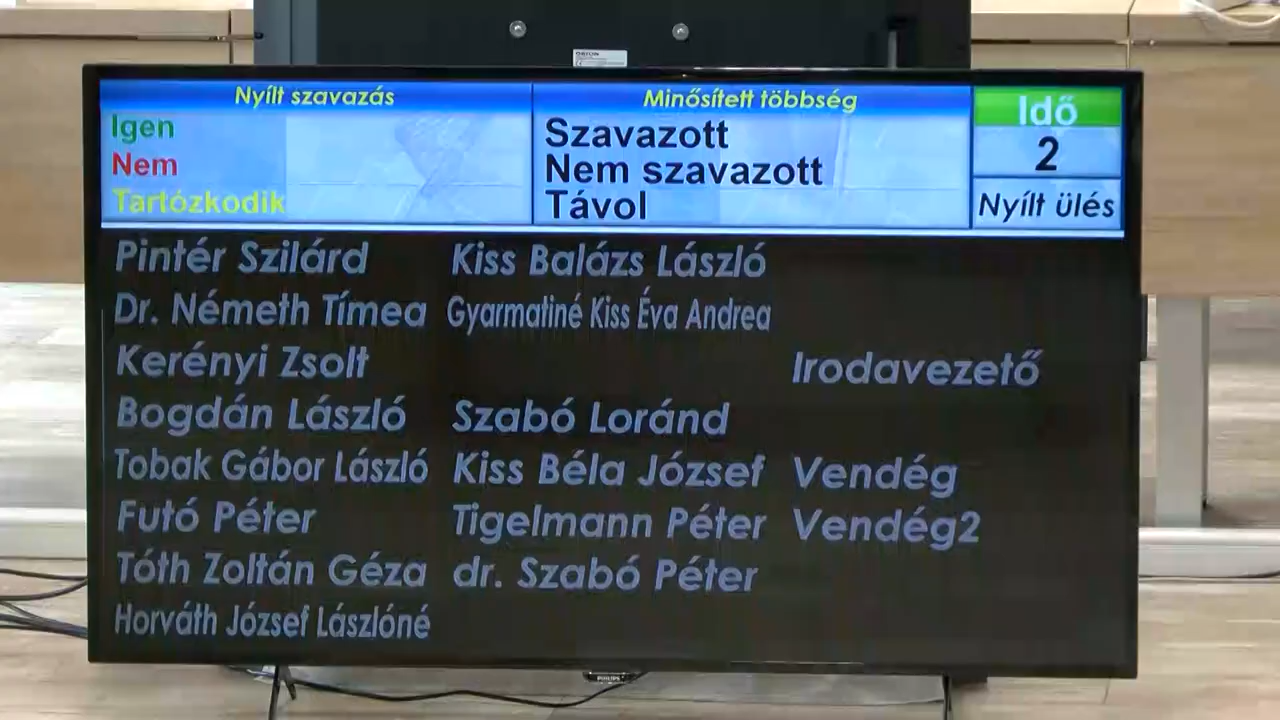 Nyílt szavazás
Igen
Nem
Tartózkodik
Minősített többség
Szavazott
Nem szavazott
Távol
Idő
2
Nyílt ülés
Pintér Szilárd
Dr. Németh Tímea
Kerényi Zsolt
Bogdán László
Tobak Gábor László
Futó Péter
Tóth Zoltán Géza
Horváth József Lászlóné
Kiss Balázs László
Gyarmatiné Kiss Éva Andrea
Szabó Loránd
Kiss Béla József
Tigelmann Péter
dr. Szabó Péter
Irodavezető
Vendég
Vendég2
PHILIPS